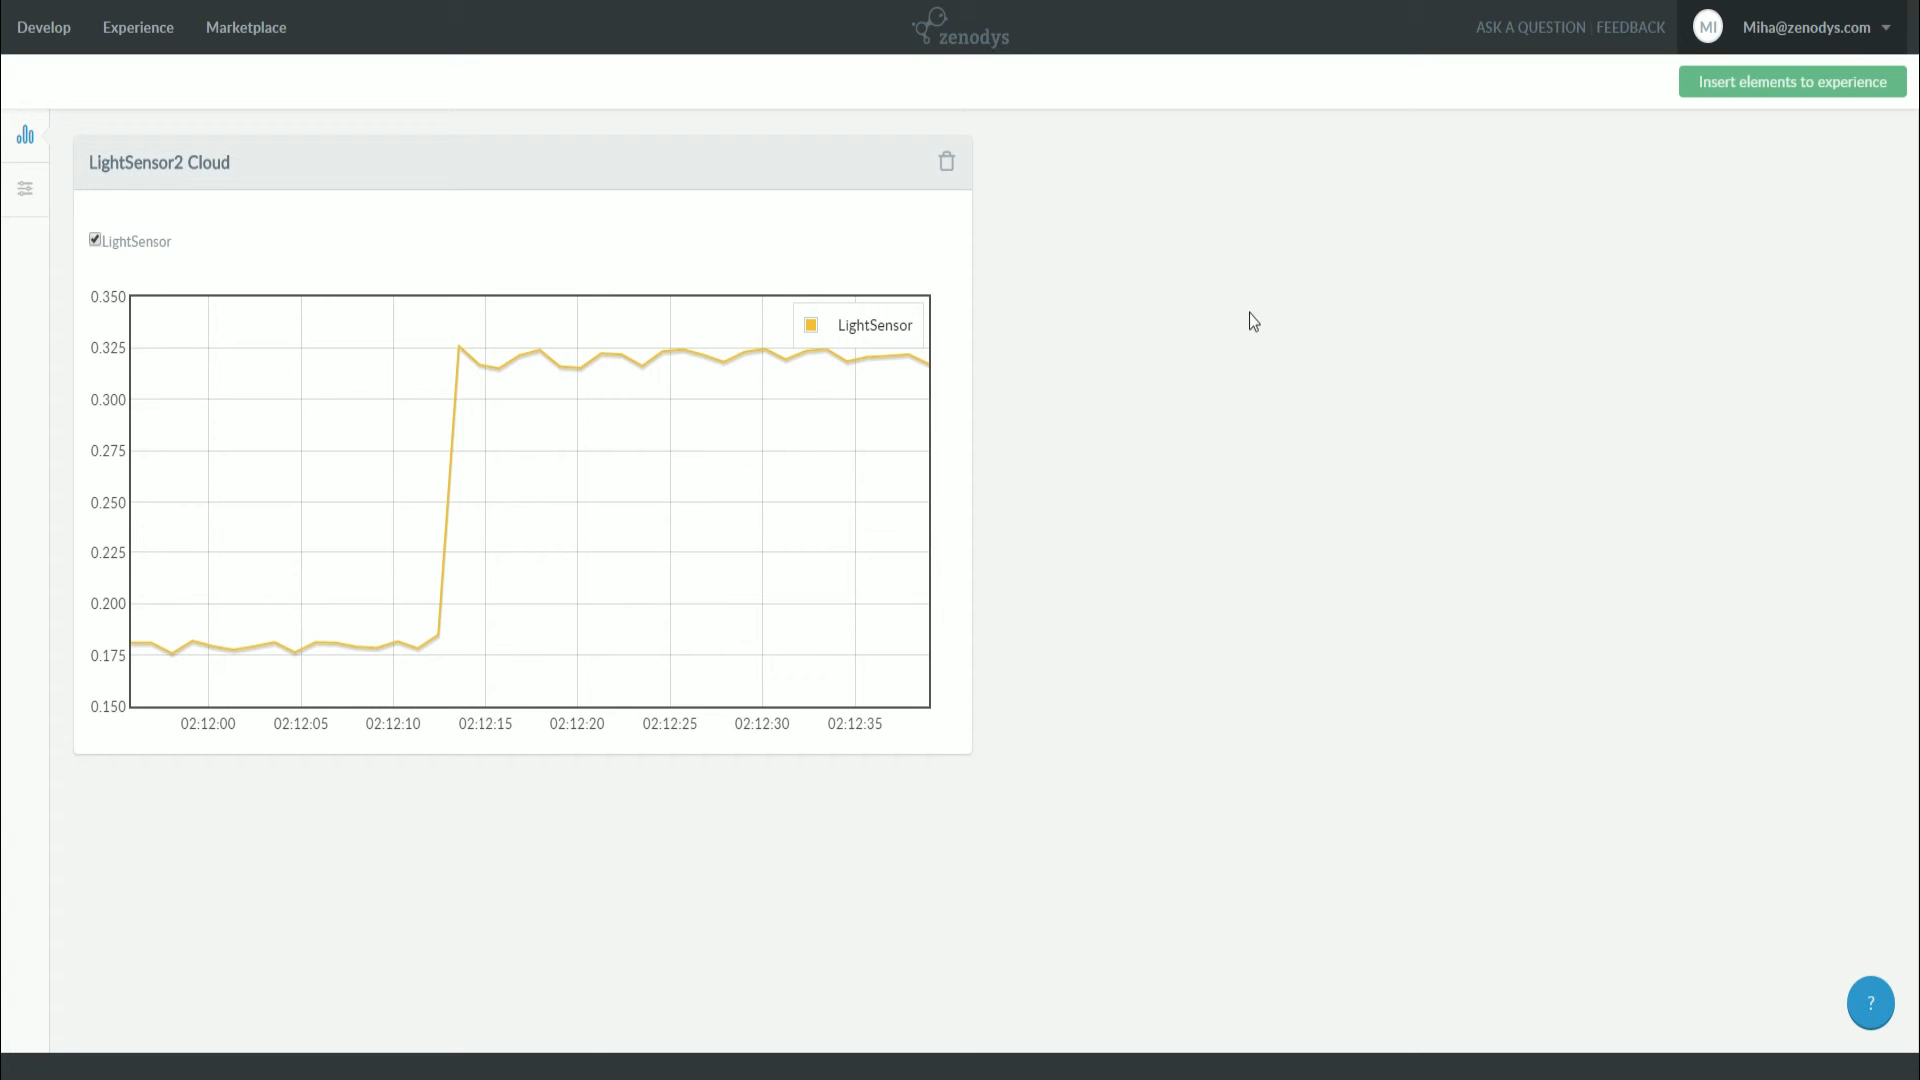 Develop Experience Marketplace zenodys ASK A QUESTION | FEEDBACK MI Miha@zenodys.com
Insert elements to experience
LightSensor2 Cloud
LightSensor
0.350
LightSensor
0.325
0.300
0.275
0.250
0.225
0.200
0.175
0.150
02:12:00 02:12:05 02:12:10 02:12:15 02:12:20 02:12:25 02:12:30 02:12:35
?